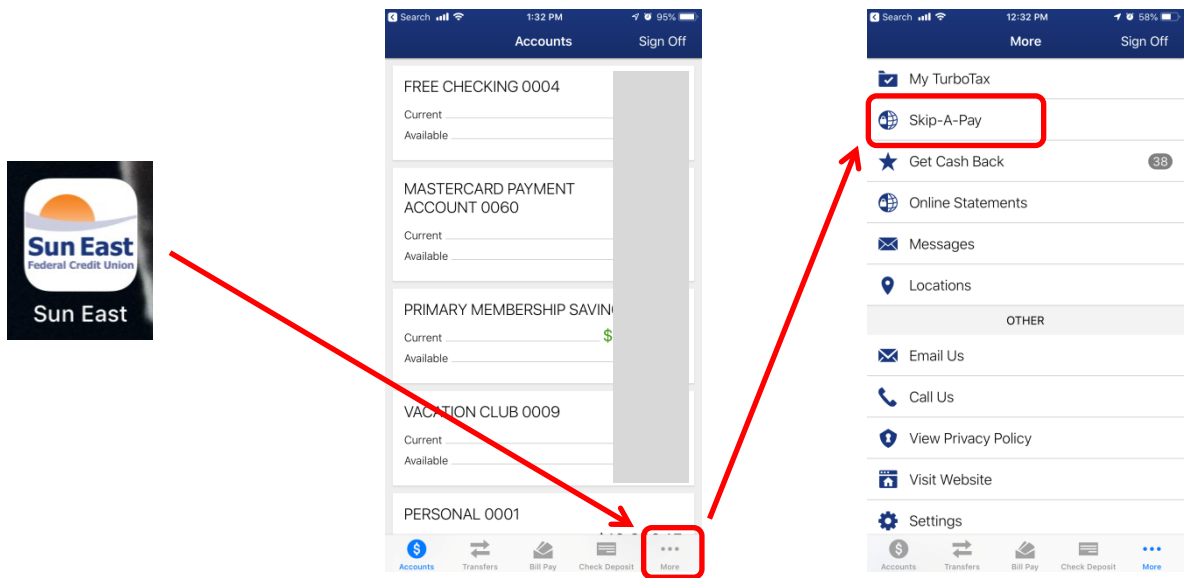 Sun East
Federal Credit Union
Sun East
Search 1:32 PM 95%
Accounts Sign Off
FREE CHECKING 0004
Current
Available
MASTERCARD PAYMENT
ACCOUNT 0060
Current
Available
PRIMARY MEMBERSHIP SAVIN
Current $
Available
VACATION CLUB 0009
Current
Available
PERSONAL 0001
Accounts Transfers Bill Pay Check Deposit More
Search 12:32 PM 58%
More Sign Off
My TurboTax
Skip-A-Pay
Get Cash Back 38
Online Statements
Messages
Locations
OTHER
Email Us
Call Us
View Privacy Policy
Visit Website
Settings
Accounts Transfers Bill Pay Check Deposit More